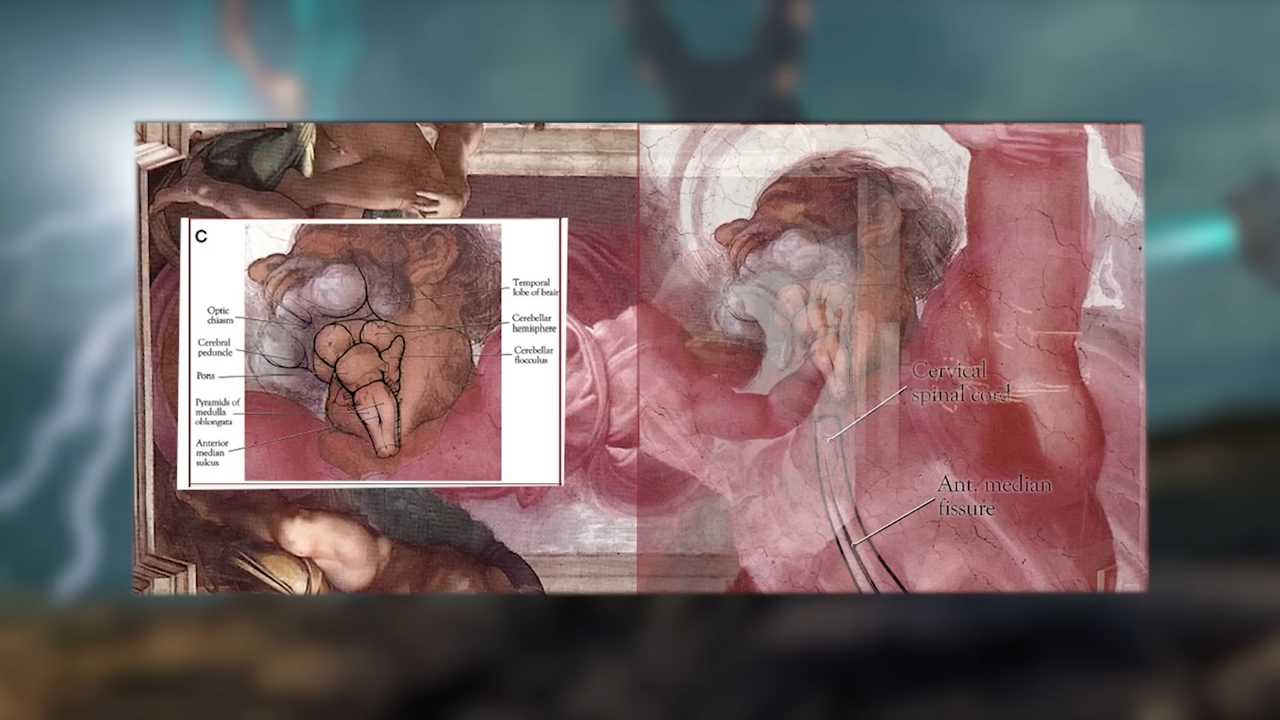 C
Optic
chiasm
Cerebral
peduncle
Pons
Pyramids of
medulla
oblongata
Anterior
median
sulcus
Temporal
lobe of brain
Cerebellar
hemisphere
Cerebellar
flocculus
Cervical
spinal cord
Ant. median
fissure